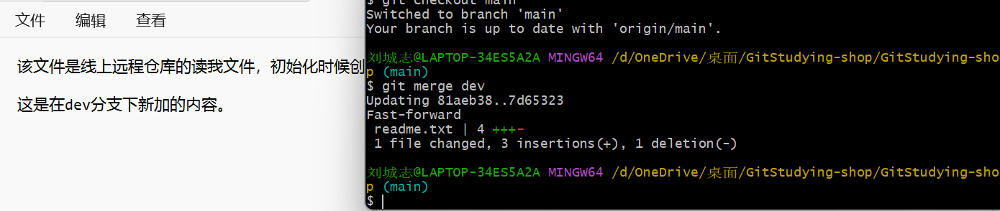 文件 编辑 查看
该文件是线上远程仓库的读我文件，初始化时候创
这是在dev分支下新加的内容。
$ git checkout main
Switched to branch 'main'
Your branch is up to date with 'origin/main'.
刘城志@LAPTOP-34ES5A2A MINGW64 /d/OneDrive/桌面/GitStudying-shop/GitStudying-sho
p (main)
$ git merge dev
Updating 81aeb38..7d65323
Fast-forward
readme.txt | 4 +++-
1 file changed, 3 insertions(+), 1 deletion(-)
刘城志@LAPTOP-34ES5A2A MINGW64 /d/OneDrive/桌面/GitStudying-shop/GitStudying-sho
p (main)
$